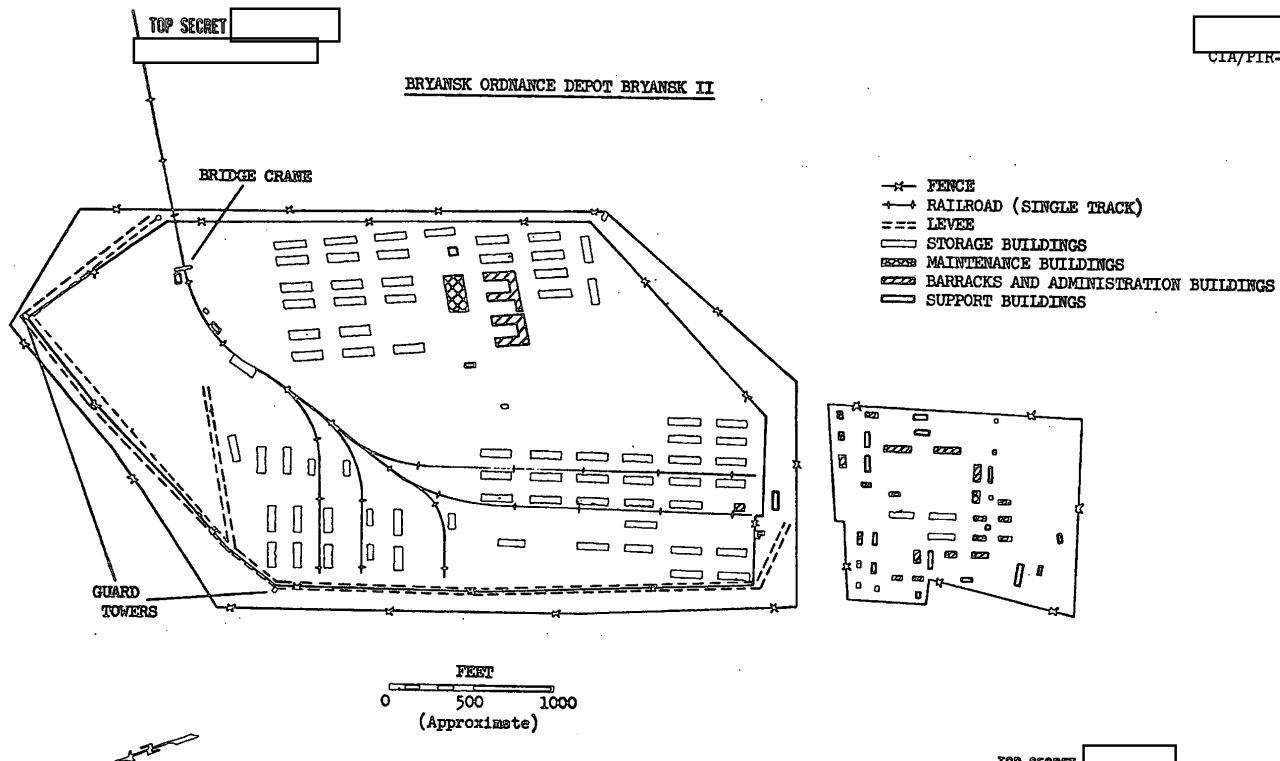 TOP SECRET
CIA/PIR-
BRYANSK ORDNANCE DEPOT BRYANSK II
BRIDGE CRANE
FENCE
RAILROAD (SINGLE TRACK)
LEVEE
STORAGE BUILDINGS
MAINTENANCE BUILDINGS
BARRACKS AND ADMINISTRATION BUILDINGS
SUPPORT BUILDINGS
GUARD
TOWERS
FEET
0 500 1000
(Approximate)
N
TOP SECRET